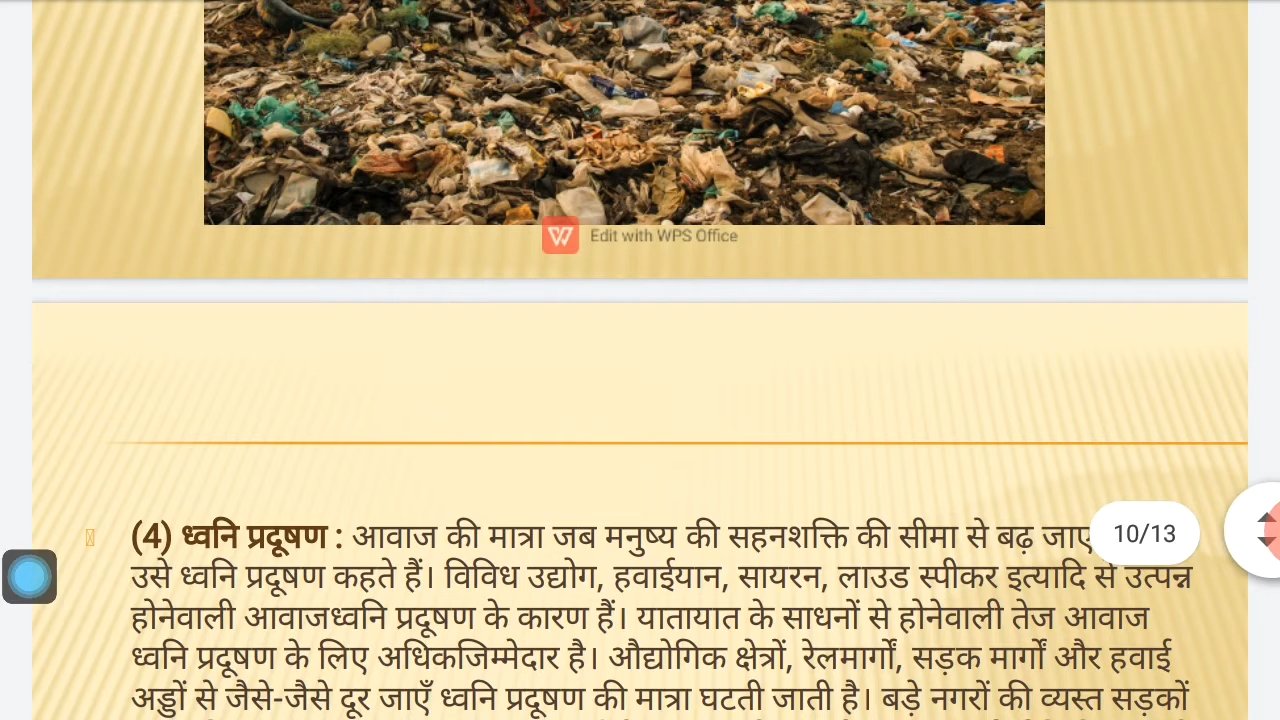 Edit with WPS Office
(4) ध्वनि प्रदूषण : आवाज की मात्रा जब मनुष्य की सहनशक्ति की सीमा से बढ़ जाए
10/13
उसे ध्वनि प्रदूषण कहते हैं। विविध उद्योग, हवाईयान, सायरन, लाउड स्पीकर इत्यादि से उत्पन्न
होनेवाली आवाजध्वनि प्रदूषण के कारण हैं। यातायात के साधनों से होनेवाली तेज आवाज
ध्वनि प्रदूषण के लिए अधिकजिम्मेदार है। औद्योगिक क्षेत्रों, रेलमार्गों, सड़क मार्गों और हवाई
अड्डों से जैसे-जैसे दूर जाएँ ध्वनि प्रदूषण की मात्रा घटती जाती है। बड़े नगरों की व्यस्त सड़कों